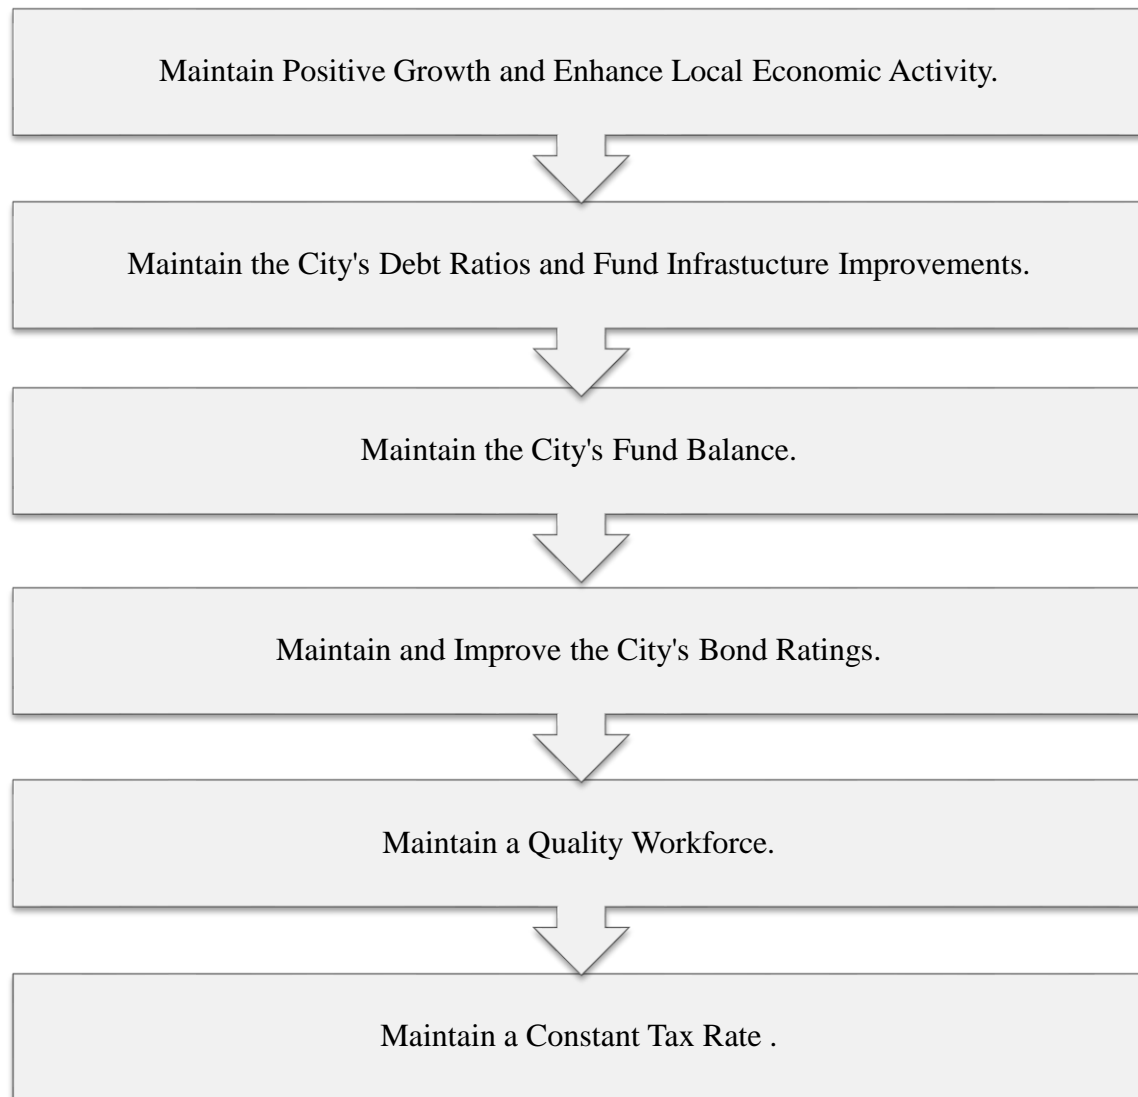 Maintain Positive Growth and Enhance Local Economic Activity.
Maintain the City's Debt Ratios and Fund Infrastucture Improvements.
Maintain the City's Fund Balance.
Maintain and Improve the City's Bond Ratings.
Maintain a Quality Workforce.
Maintain a Constant Tax Rate .